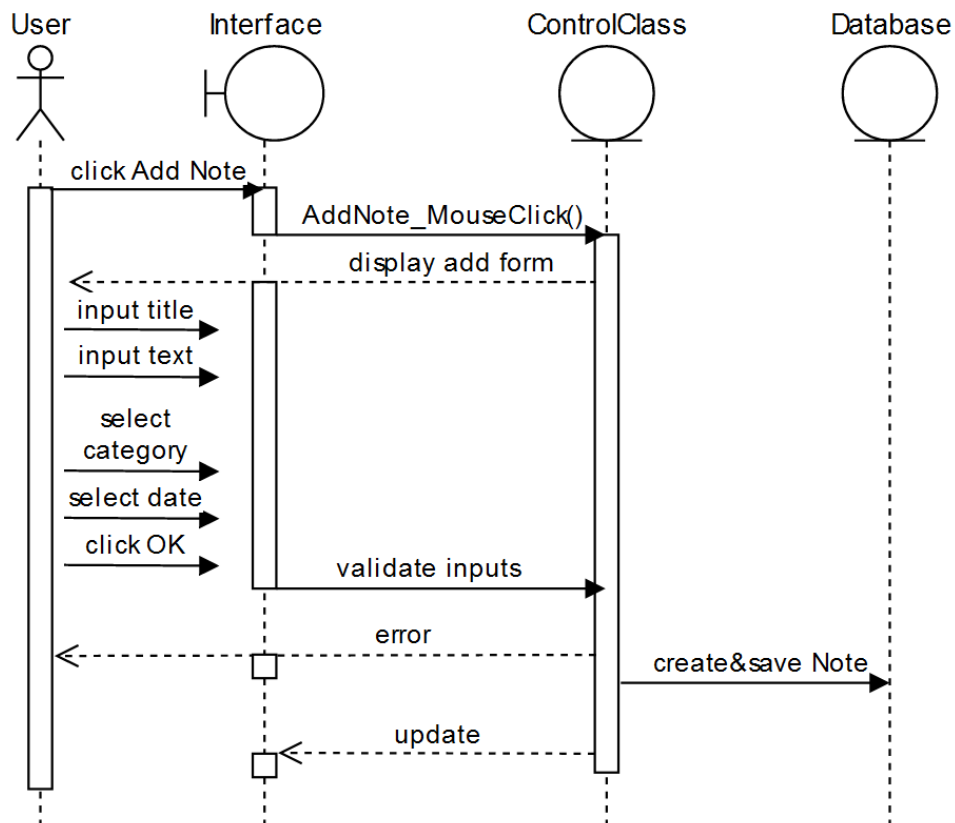 User
Interface
ControlClass
Database
click Add Note
AddNote_MouseClick()
display add form
input title
input text
select
category
select date
click OK
validate inputs
error
create&save Note
update